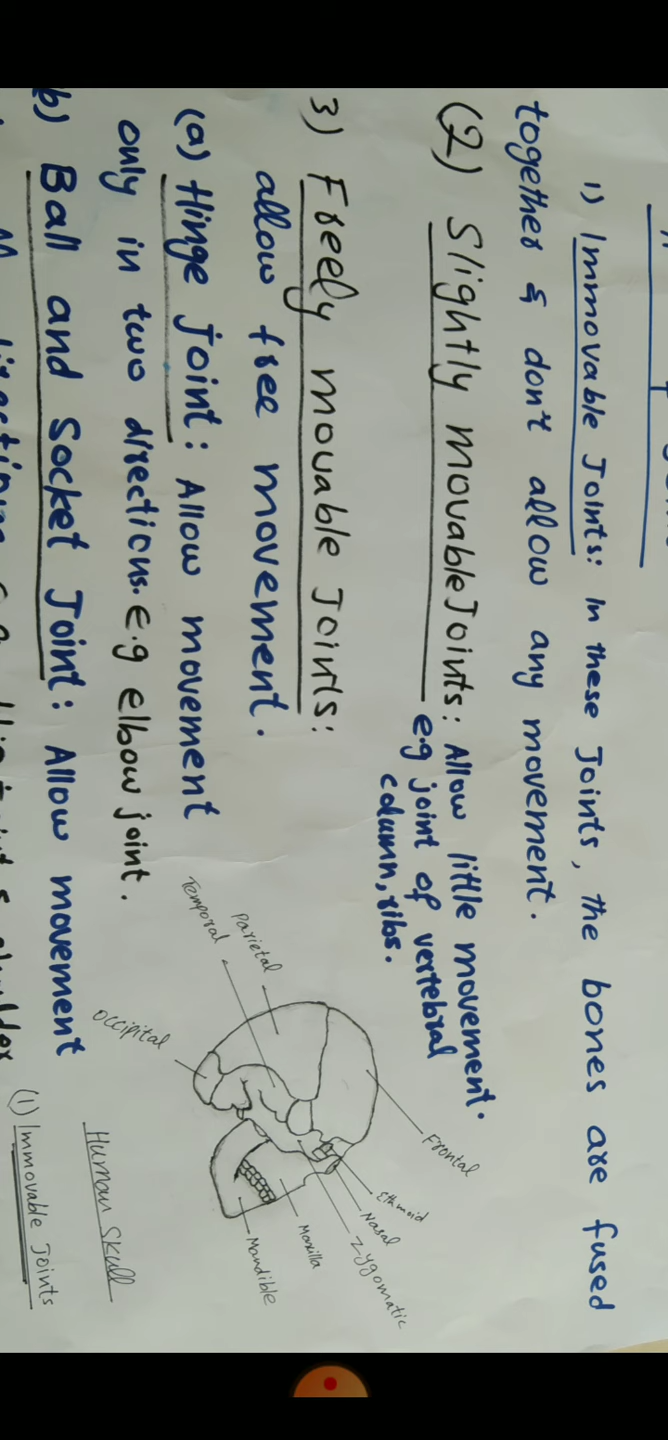 1) Immovable Joints: In these Joints, the bones are fused
together & don't allow any movement.
(2) Slightly movable Joints: Allow little movement.
e.g joint of vertebral
column, ribs.
3) Freely movable Joints:
allow free movement.
(a) Hinge Joint: Allow movement
only in two directions. E.g elbow joint.
b) Ball and Socket Joint: Allow movement
Frontal
Parietal
Temporal
Occipital
Ethmoid
Nasal
Zygomatic
Maxilla
Mandible
Human Skull
(1) Immovable Joints